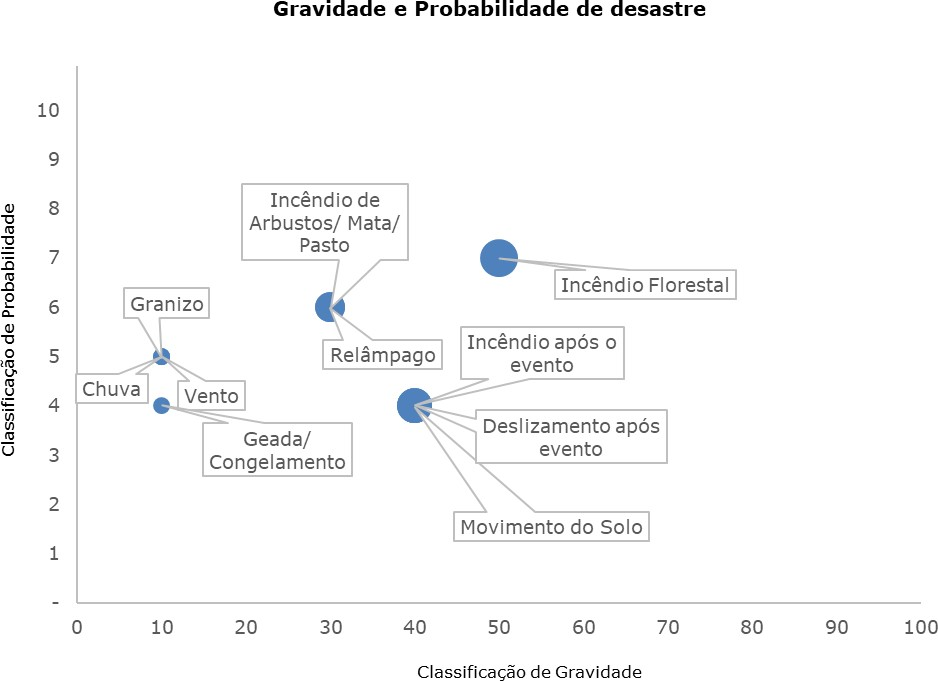 Gravidade e Probabilidade de desastre
Classificação de Probabilidade
10
9
8
7
6
5
4
3
2
1
-
Incêndio de
Arbustos/ Mata/
Pasto
Incêndio Florestal
Granizo
Relâmpago
Incêndio após o
evento
Chuva
Vento
Deslizamento após
evento
Geada/
Congelamento
Movimento do Solo
0 10 20 30 40 50 60 70 80 90 100
Classificação de Gravidade